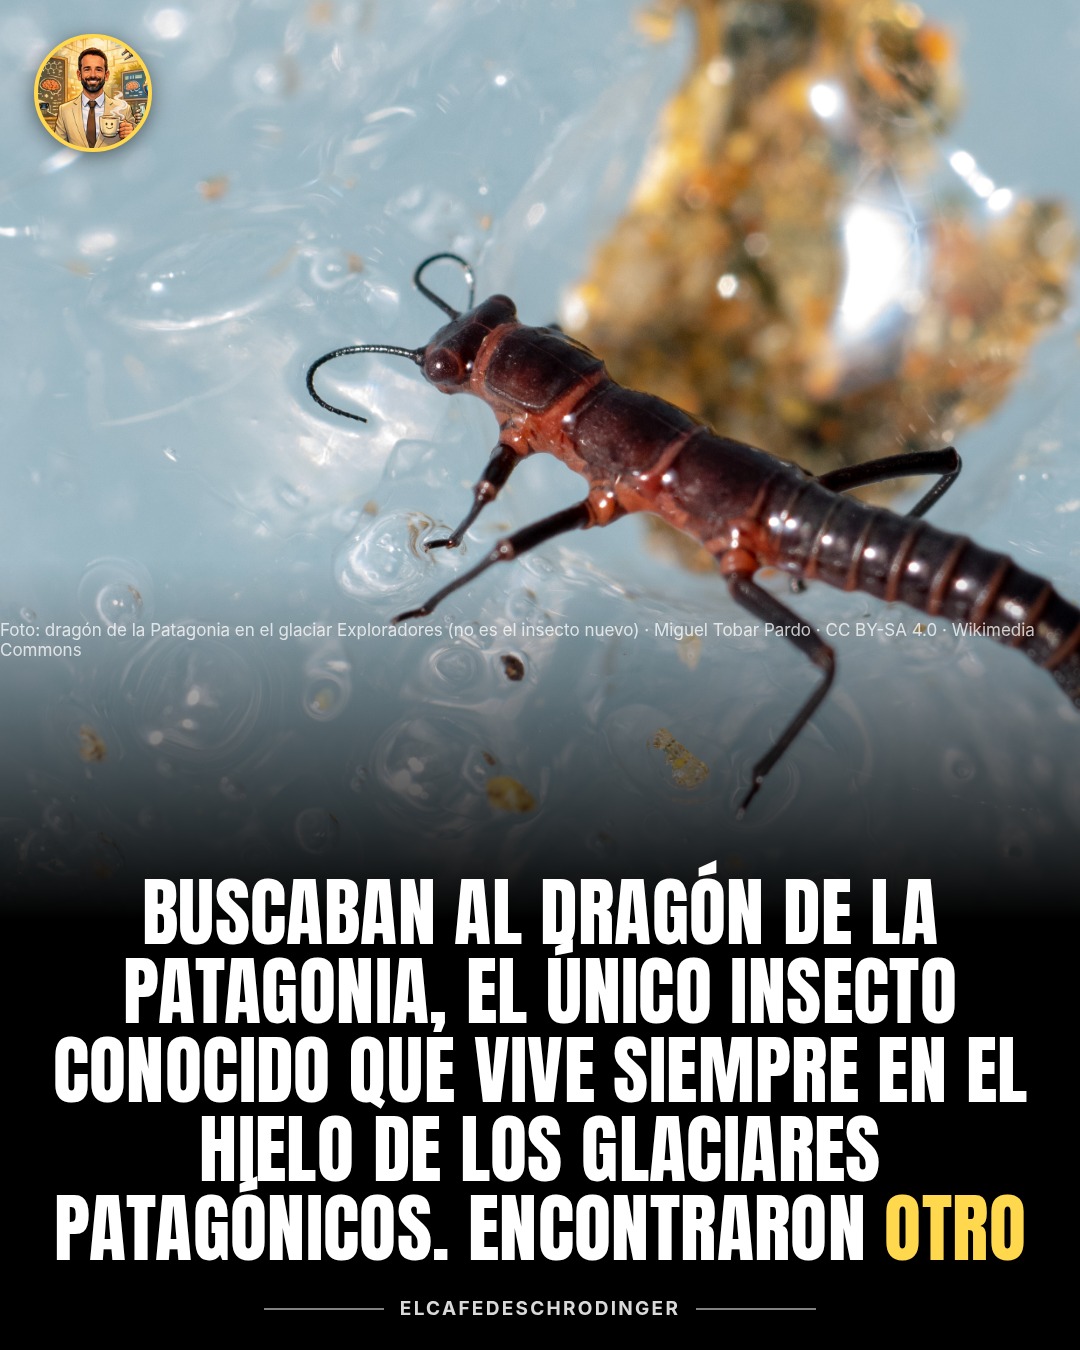 Foto: dragón de la Patagonia en el glaciar Exploradores (no es el insecto nuevo) · Miguel Tobar Pardo · CC BY-SA 4.0 · Wikimedia
Commons
BUSCABAN AL DRAGÓN DE LA
PATAGONIA, EL ÚNICO INSECTO
CONOCIDO QUE VIVE SIEMPRE EN EL
HIELO DE LOS GLACIARES
PATAGÓNICOS. ENCONTRARON OTRO
ELCAFEDESCHRODINGER